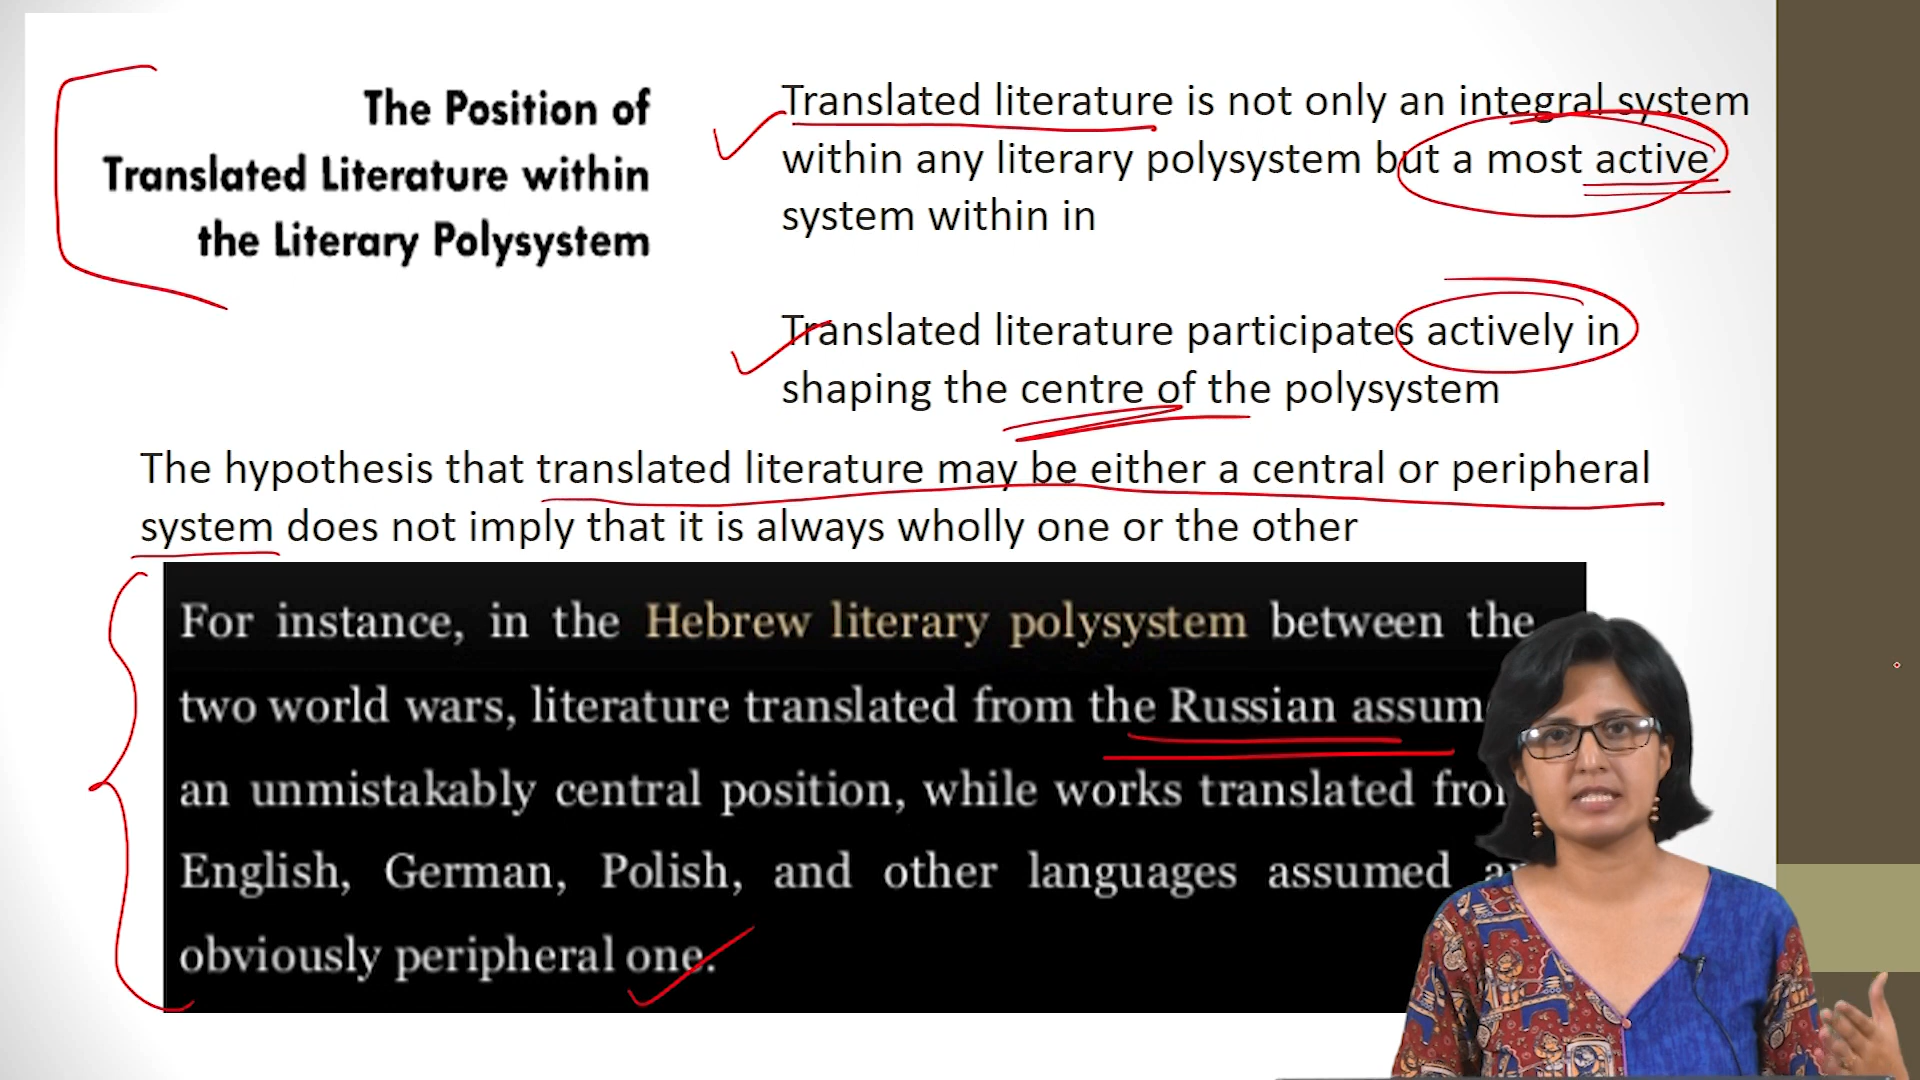 The Position of
Translated Literature within
the Literary Polysystem
Translated literature is not only an integral system
within any literary polysystem but a most active
system within in
Translated literature participates actively in
shaping the centre of the polysystem
The hypothesis that translated literature may be either a central or peripheral
system does not imply that it is always wholly one or the other
For instance, in the Hebrew literary polysystem between the
two world wars, literature translated from the Russian assum
an unmistakably central position, while works translated from
English, German, Polish, and other languages assumed
obviously peripheral one.